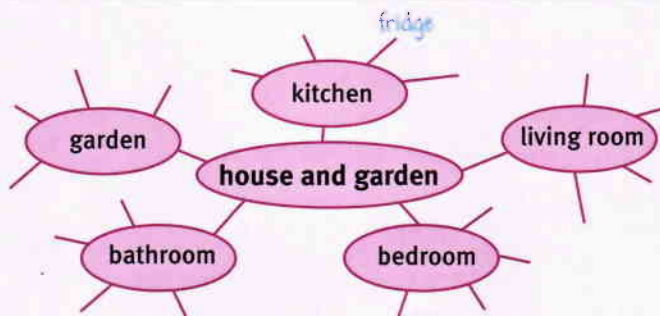 fridge
kitchen
garden
living room
house and garden
bathroom
bedroom